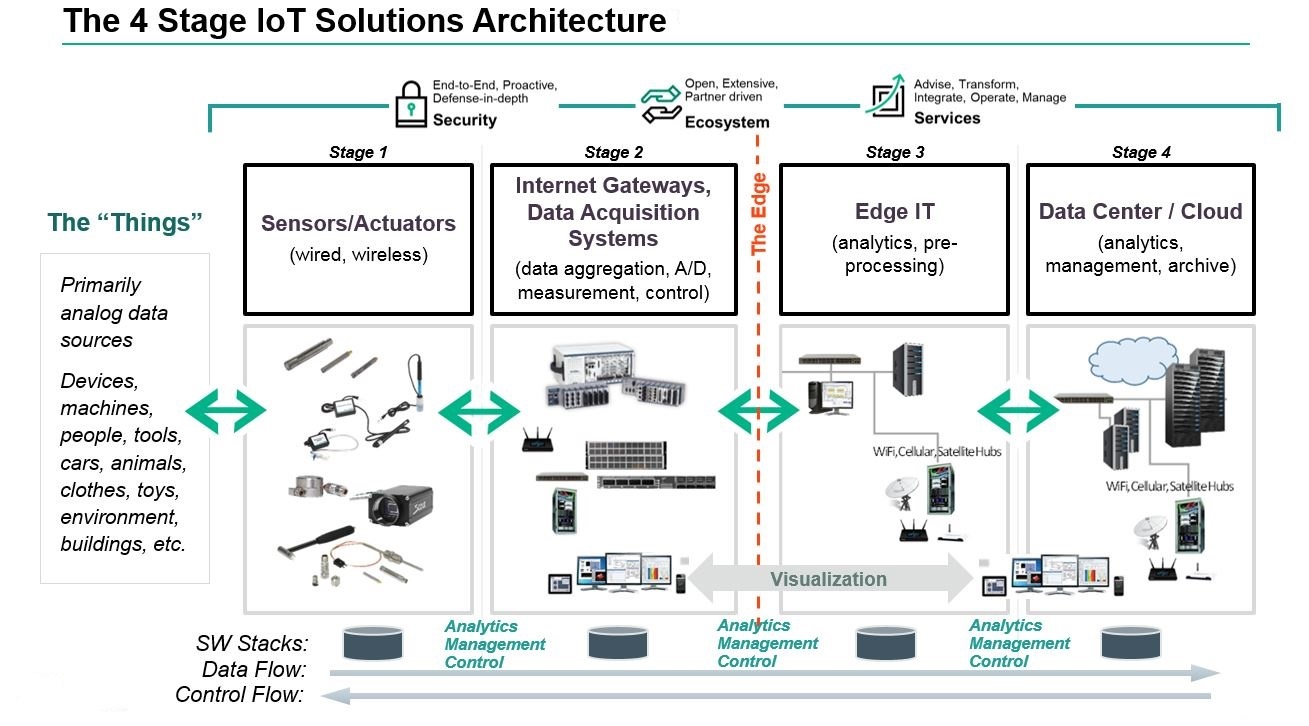 The 4 Stage IoT Solutions Architecture
End-to-End, Proactive,
Defense-in-depth
Security
Open, Extensive,
Partner driven
Ecosystem
Advise, Transform,
Integrate, Operate, Manage
Services
The "Things"
Primarily
analog data
sources
Devices,
machines,
people, tools,
cars, animals,
clothes, toys,
environment,
buildings, etc.
Stage 1
Sensors/Actuators
(wired, wireless)
Stage 2
Internet Gateways,
Data Acquisition
Systems
(data aggregation, A/D,
measurement, control)
The Edge
Stage 3
Edge IT
(analytics, pre-
processing)
Stage 4
Data Center / Cloud
(analytics,
management, archive)
WiFi, Cellular, Satellite Hubs
WiFi, Cellular, Satellite Hubs
Visualization
SW Stacks:
Analytics
Management
Control
Analytics
Management
Control
Analytics
Management
Control
Data Flow:
Control Flow: